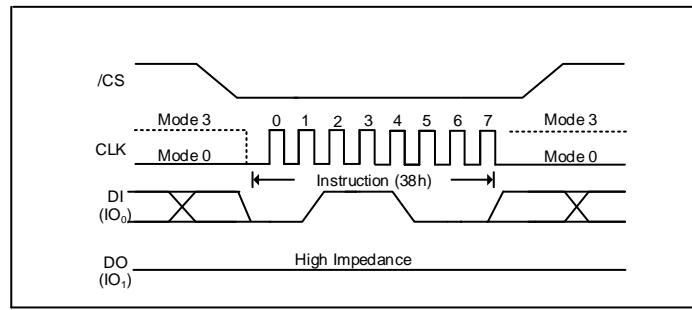 /CS
Mode 3 0 1 2 3 4 5 6 7 Mode 3
CLK
Mode 0 Mode 0
Instruction (38h)
DI
(IO₀)
High Impedance
DO
(IO₁)